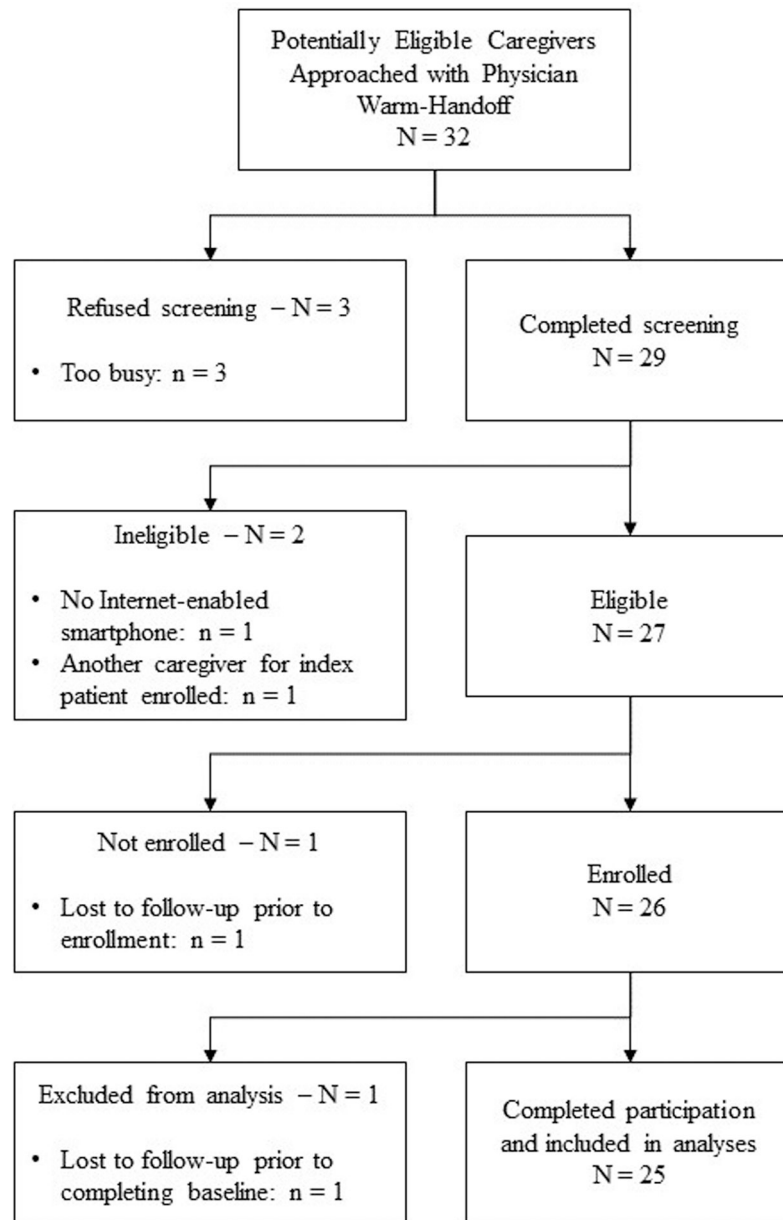 Potentially Eligible Caregivers
Approached with Physician
Warm-Handoff
N = 32
Refused screening – N = 3
• Too busy: n = 3
Completed screening
N = 29
Ineligible – N = 2
• No Internet-enabled
smartphone: n = 1
• Another caregiver for index
patient enrolled: n = 1
Eligible
N = 27
Not enrolled – N = 1
• Lost to follow-up prior to
enrollment: n = 1
Enrolled
N = 26
Excluded from analysis – N = 1
• Lost to follow-up prior to
completing baseline: n = 1
Completed participation
and included in analyses
N = 25